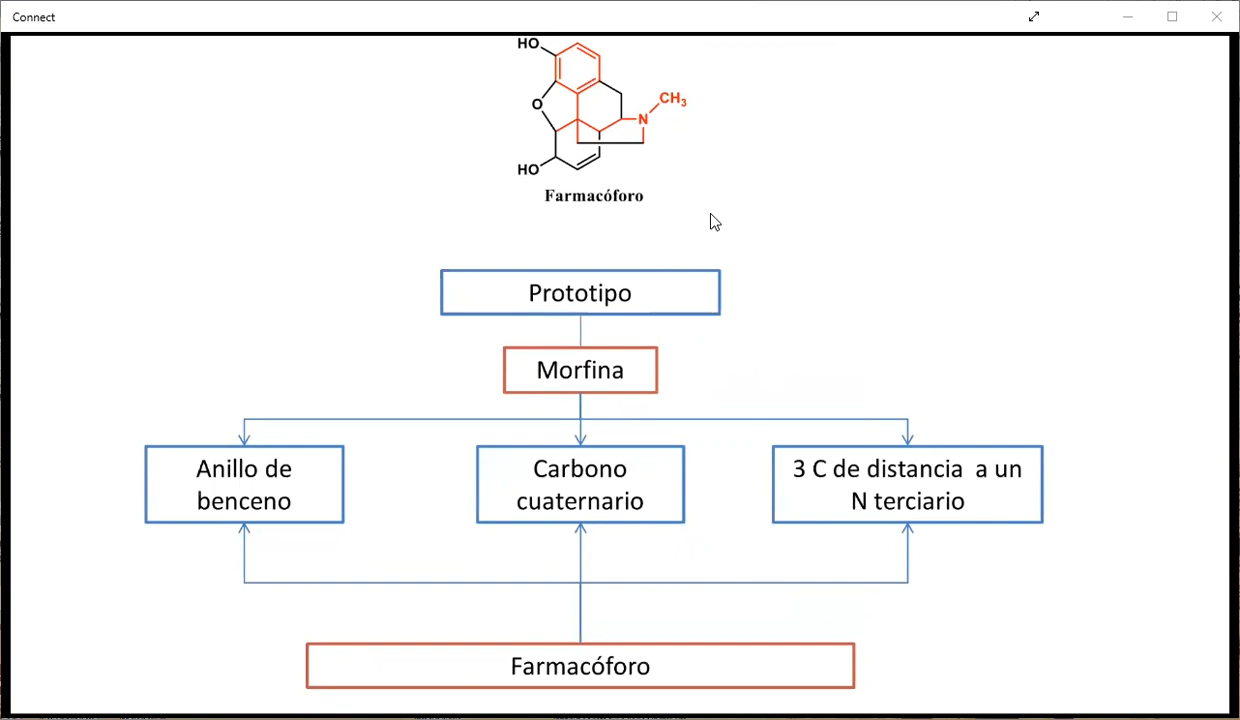 Connect
HO
O
CH3
N
HO
Farmacóforo
Prototipo
Morfina
Anillo de
benceno
Carbono
cuaternario
3 C de distancia a un
N terciario
Farmacóforo